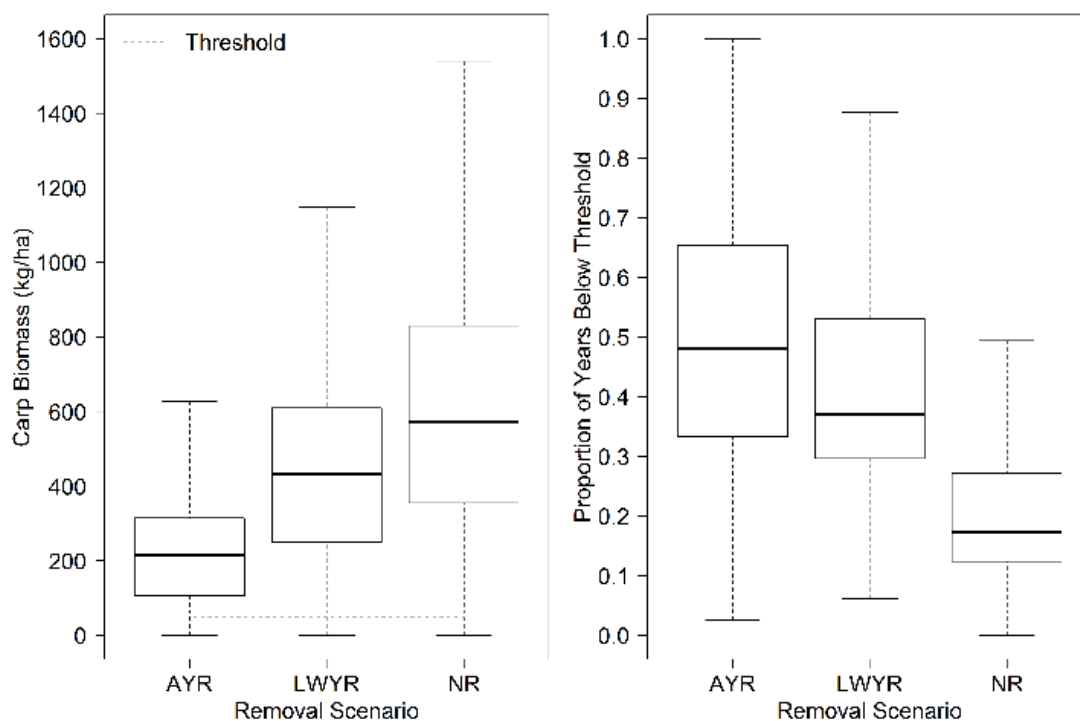 Carp Biomass (kg/ha)
1600
1400
1200
1000
800
600
400
200
0
Threshold
AYR LWYR NR
Removal Scenario
Proportion of Years Below Threshold
1.0
0.9
0.8
0.7
0.6
0.5
0.4
0.3
0.2
0.1
0.0
AYR LWYR NR
Removal Scenario